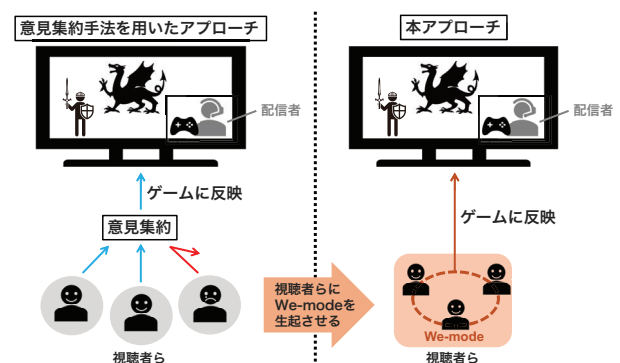 意見集約手法を用いたアプローチ
配信者
ゲームに反映
意見集約
視聴者ら
視聴者らに
We-modeを
生起させる
本アプローチ
配信者
ゲームに反映
We-mode
視聴者ら